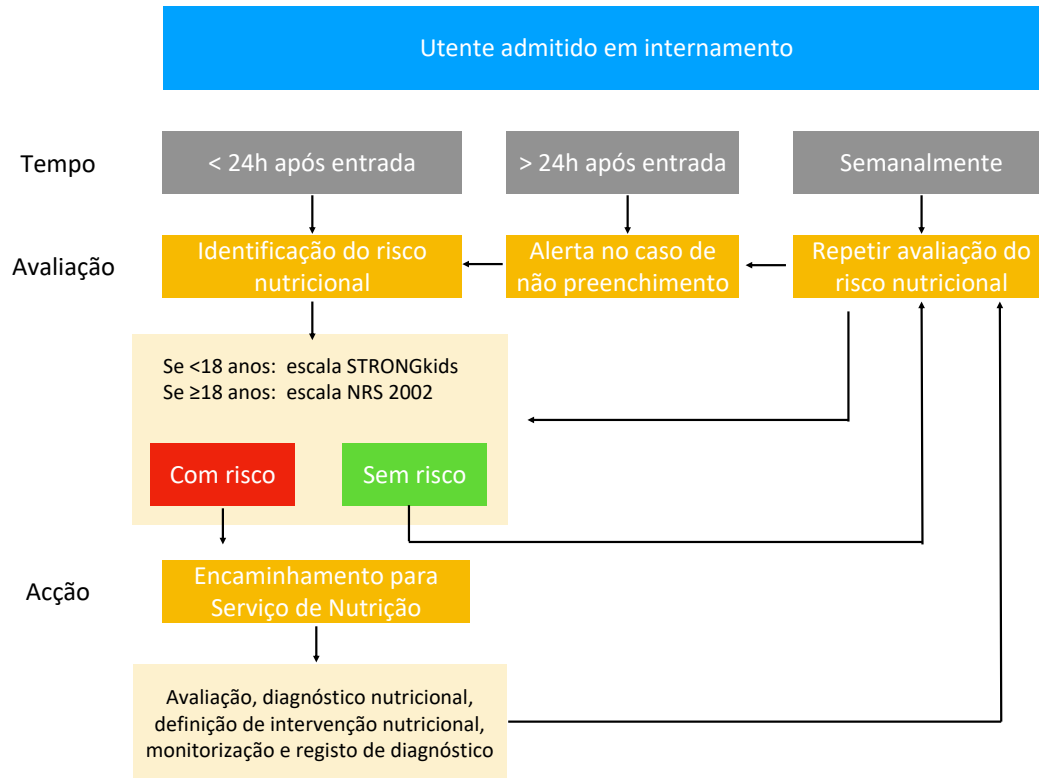 Utente admitido em internamento
Tempo
< 24h após entrada
> 24h após entrada
Semanalmente
Avaliação
Identificação do risco
nutricional
Alerta no caso de
não preenchimento
Repetir avaliação do
risco nutricional
Se <18 anos: escala STRONGkids
Se ≥18 anos: escala NRS 2002
Com risco
Sem risco
Acção
Encaminhamento para
Serviço de Nutrição
Avaliação, diagnóstico nutricional,
definição de intervenção nutricional,
monitorização e registo de diagnóstico